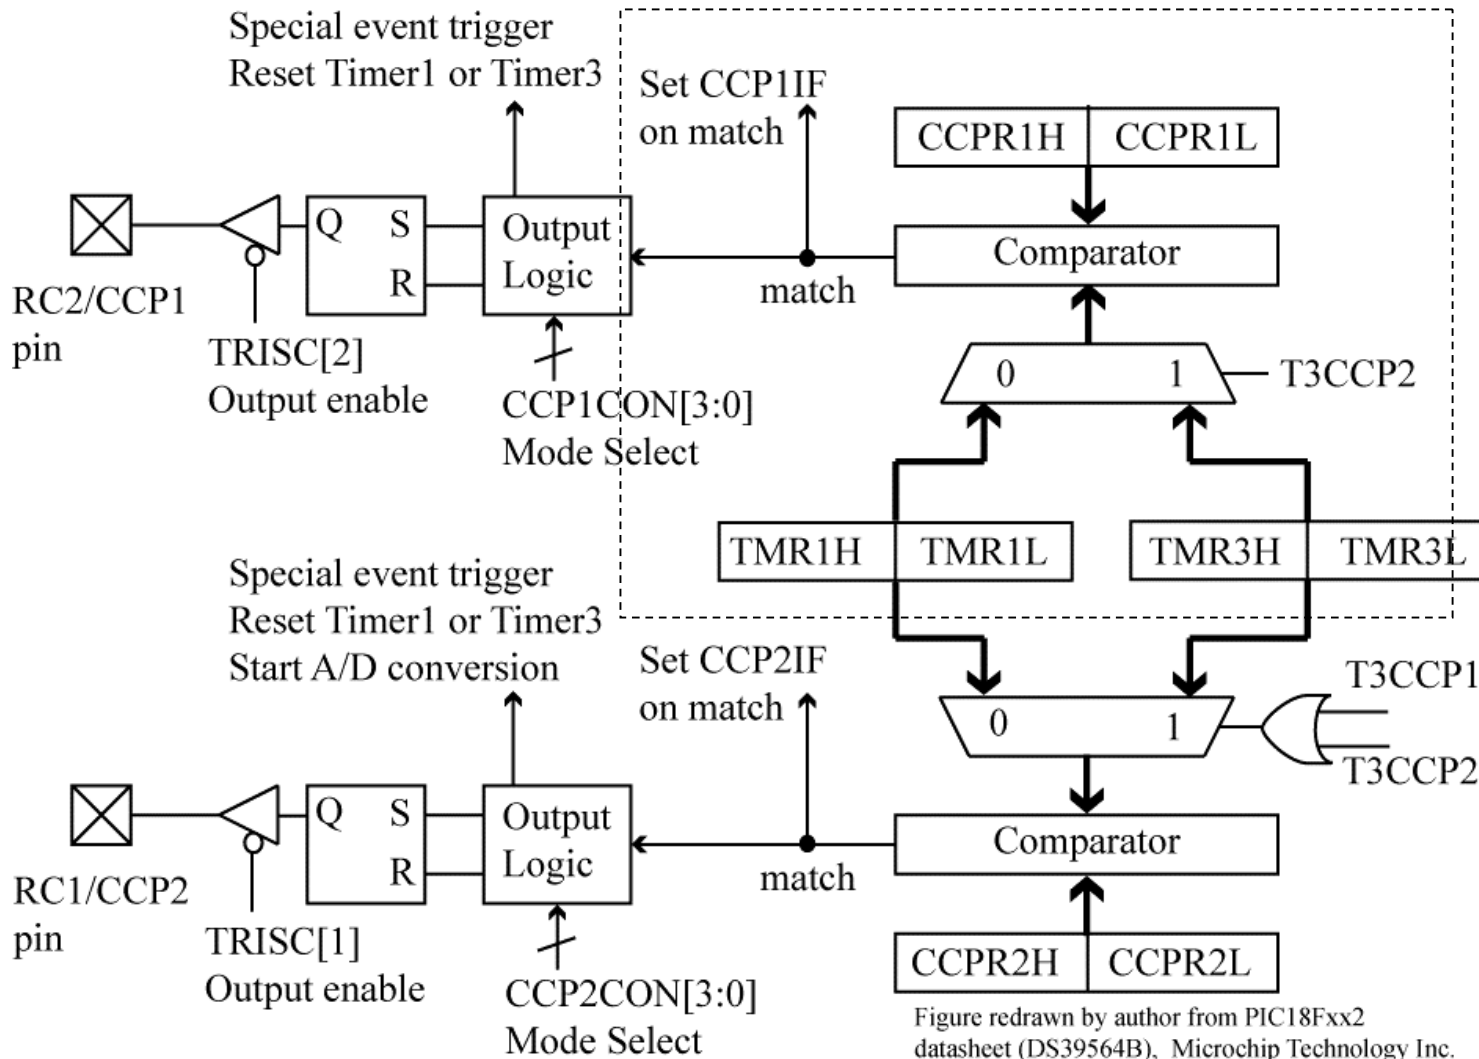 Special event trigger
Reset Timer1 or Timer3
Set CCP1IF
on match
CCPR1H
CCPR1L
Q
S
R
Output
Logic
Comparator
match
RC2/CCP1
pin
TRISC[2]
Output enable
CCP1CON[3:0]
Mode Select
0
1
T3CCP2
TMR1H
TMR1L
TMR3H
TMR3L
Special event trigger
Reset Timer1 or Timer3
Start A/D conversion
Set CCP2IF
on match
0
1
T3CCP1
T3CCP2
Q
S
R
Output
Logic
Comparator
match
RC1/CCP2
pin
TRISC[1]
Output enable
CCP2CON[3:0]
Mode Select
CCPR2H
CCPR2L
Figure redrawn by author from PIC18Fxx2
datasheet (DS39564B), Microchip Technology Inc.